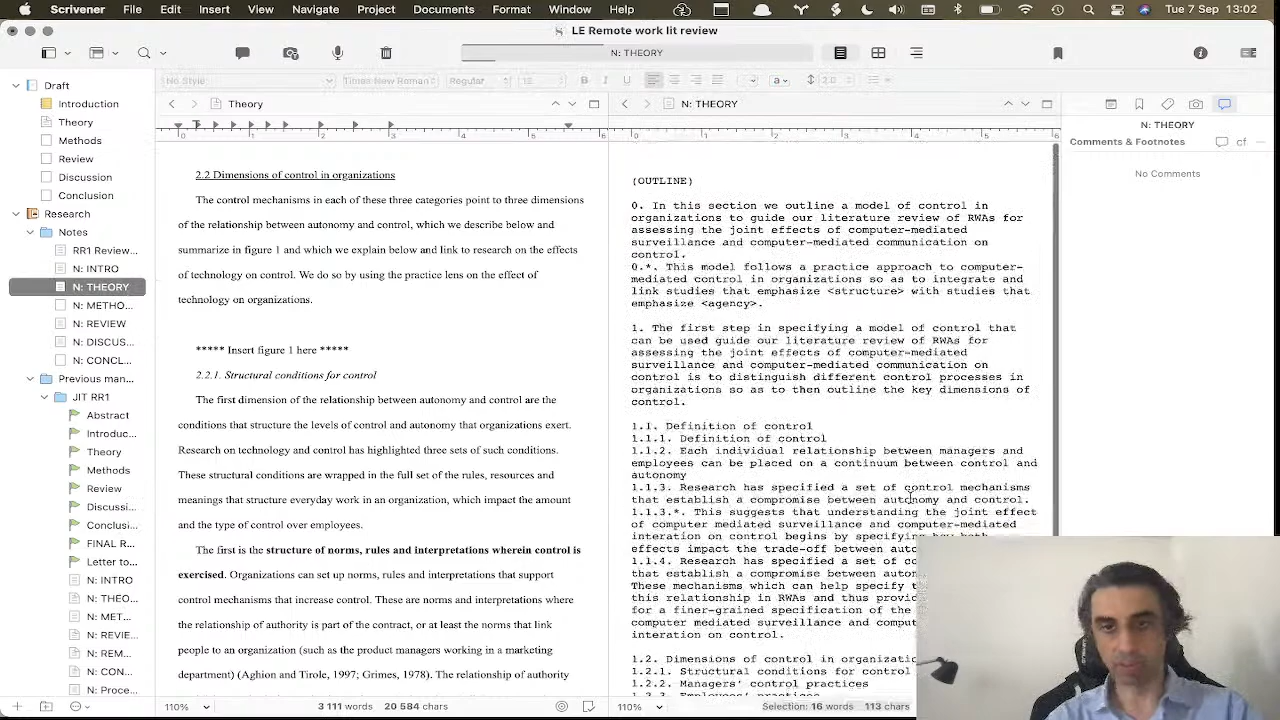 Scrivener File Edit Insert View Navigate Project Documents Format Window Help Tue 7 Sep 13:02
LE Remote work lit review
N: THEORY
No Style Times New Roman Regular 12 B I U a 2.0
Draft
Introduction
Theory
Methods
Review
Discussion
Conclusion
Research
Notes
RR1 Review...
N: INTRO
N: THEORY
N: METHO...
N: REVIEW
N: DISCUS...
N: CONCL...
Previous man...
JIT RR1
Abstract
Introduc...
Theory
Methods
Review
Discussi...
Conclusi...
FINAL R...
Letter to...
N: INTRO
N: THEO...
N: MET...
N: REVIE...
N: REM...
N: CON...
N: Proce...
Theory
0 1 2 3 4 5 6
2.2 Dimensions of control in organizations
The control mechanisms in each of these three categories point to three dimensions
of the relationship between autonomy and control, which we describe below and
summarize in figure 1 and which we explain below and link to research on the effects
of technology on control. We do so by using the practice lens on the effect of
technology on organizations.
***** Insert figure 1 here *****
2.2.1. Structural conditions for control
The first dimension of the relationship between autonomy and control are the
conditions that structure the levels of control and autonomy that organizations exert.
Research on technology and control has highlighted three sets of such conditions.
These structural conditions are wrapped in the full set of the rules, resources and
meanings that structure everyday work in an organization, which impact the amount
and the type of control over employees.
The first is the structure of norms, rules and interpretations wherein control is
exercised. Organizations can set up norms, rules and interpretations that support
control mechanisms that increase control. These are norms and interpretations where
the relationship of authority is part of the contract, or at least the norms that link
people to an organization (such as the product managers working in a marketing
department) (Aghion and Tirole, 1997; Grimes, 1978). The relationship of authority
110% 3 111 words 20 584 chars
N: THEORY
0 1 2 3 4 5 6
(OUTLINE)
0. In this section we outline a model of control in
organizations to guide our literature review of RWAs for
assessing the joint effects of computer-mediated
surveillance and computer-mediated communication on
control.
0.*. This model follows a practice approach to computer-
mediated control in organizations so as to integrate and
link studies that emphasize <structure> with studies that
emphasize <agency>.
1. The first step in specifying a model of control that
can be used guide our literature review of RWAs for
assessing the joint effects of computer-mediated
surveillance and computer-mediated communication on
control is to distinguish different control processes in
organizations so as to then outline the key dimensions of
control.
1.1. Definition of control
1.1.1. Definition of control
1.1.2. Each individual relationship between managers and
employees can be placed on a continuum between control and
autonomy
1.1.3. Research has specified a set of control mechanisms
that establish a compromise between autonomy and control.
1.1.3.*. This suggests that understanding the joint effect
of computer mediated surveillance and computer-mediated
interation on control begins by specifying how both
effects impact the trade-off between
1.1.4. Research has specified a set of
that establish a compromise between
These mechanisms which can help specify
this relationship in RWAs and thus
for a finer-grained specification of the
computer mediated surveillance and
interation on control.
1.2. Dimensions of control in
1.2.1. Structural conditions for control
1.2.2. Managers' control practices
110% Selection: 16 words 113 chars
N: THEORY
Comments & Footnotes cf
No Comments